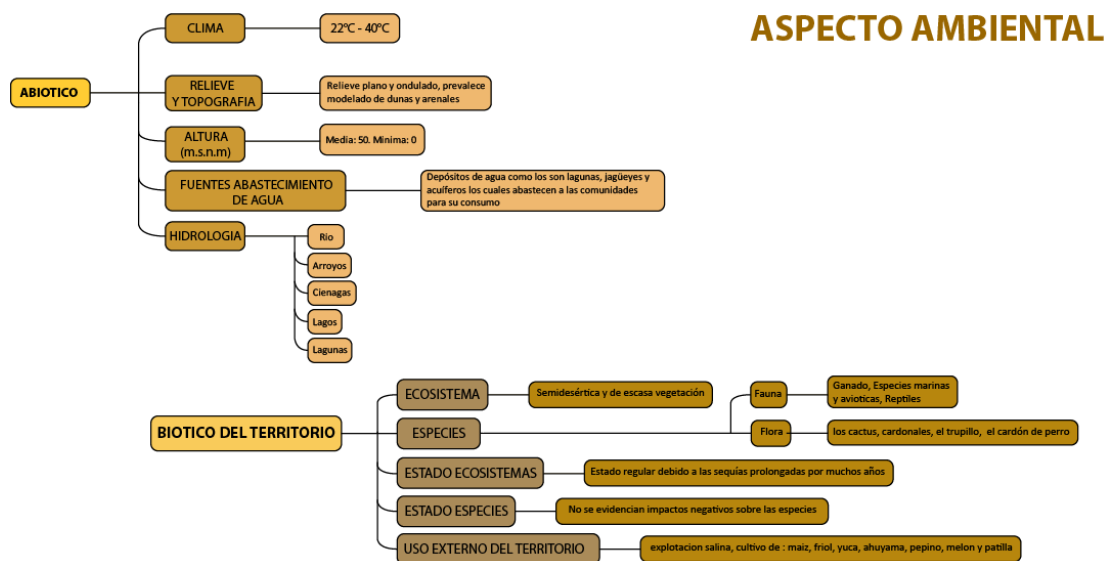 ASPECTO AMBIENTAL
ABIOTICO
CLIMA
22ºC - 40ºC
RELIEVE
Y TOPOGRAFIA
Relieve plano y ondulado, prevalece
modelado de dunas y arenales
ALTURA
(m.s.n.m)
Media: 50. Minima: 0
FUENTES ABASTECIMIENTO
DE AGUA
Depósitos de agua como los son lagunas, jagüeyes y
acuíferos los cuales abastecen a las comunidades
para su consumo
HIDROLOGIA
Río
Arroyos
Cienagas
Lagos
Lagunas
BIOTICO DEL TERRITORIO
ECOSISTEMA
Semidesértica y de escasa vegetación
ESPECIES
Fauna
Ganado, Especies marinas
y avioticas, Reptiles
Flora
los cactus, cardonales, el trupillo, el cardón de perro
ESTADO ECOSISTEMAS
Estado regular debido a las sequías prolongadas por muchos años
ESTADO ESPECIES
No se evidencian impactos negativos sobre las especies
USO EXTERNO DEL TERRITORIO
explotacion salina, cultivo de : maiz, friol, yuca, ahuyama, pepino, melon y patilla